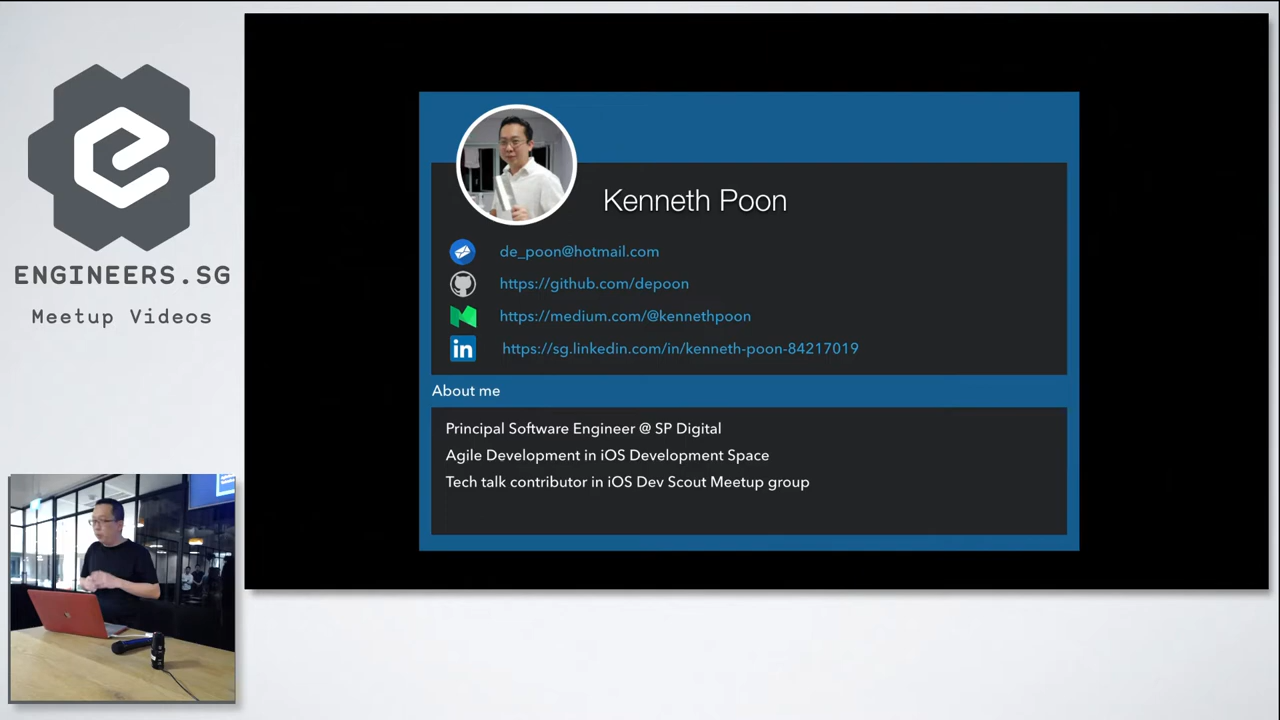 ENGINEERS.SG
Meetup Videos
Kenneth Poon
de_poon@hotmail.com
https://github.com/depoon
https://medium.com/@kennethpoon
https://sg.linkedin.com/in/kenneth-poon-84217019
About me
Principal Software Engineer @ SP Digital
Agile Development in iOS Development Space
Tech talk contributor in iOS Dev Scout Meetup group